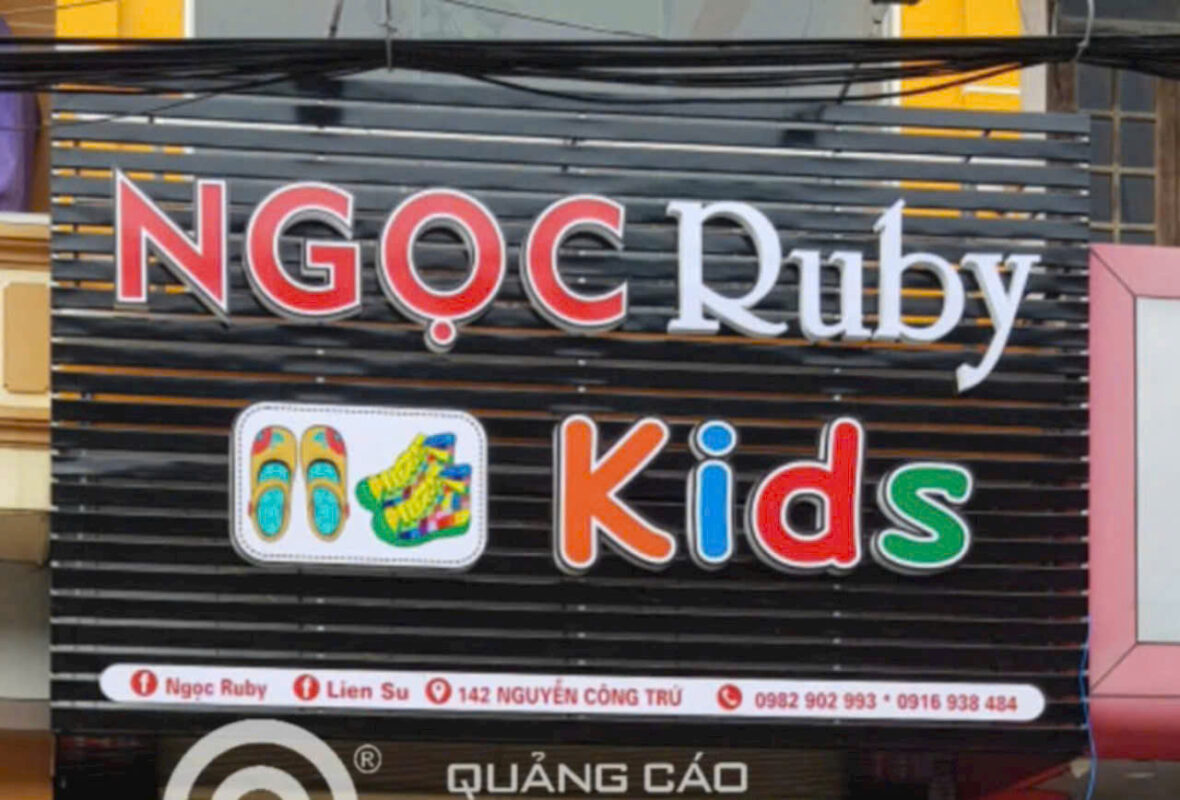 NGỌC Ruby
Kids
Ngọc Ruby Lien Su 142 NGUYỄN CÔNG TRỨ 0982 902 993 * 0916 938 484
®
QUẢNG CÁO